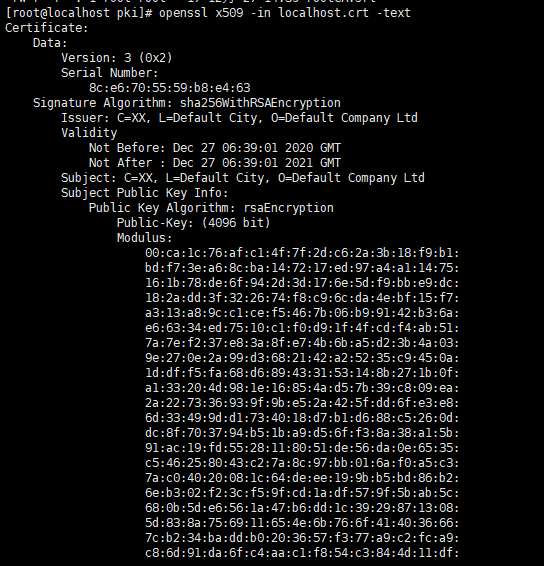 [root@localhost pki]# openssl x509 -in localhost.crt -text
Certificate:
    Data:
        Version: 3 (0x2)
        Serial Number:
            8c:e6:70:55:59:b8:e4:63
    Signature Algorithm: sha256WithRSAEncryption
        Issuer: C=XX, L=Default City, O=Default Company Ltd
        Validity
            Not Before: Dec 27 06:39:01 2020 GMT
            Not After : Dec 27 06:39:01 2021 GMT
        Subject: C=XX, L=Default City, O=Default Company Ltd
        Subject Public Key Info:
            Public Key Algorithm: rsaEncryption
                Public-Key: (4096 bit)
                Modulus:
                    00:ca:1c:76:af:c1:4f:7f:2d:c6:2a:3b:18:f9:b1:
                    bd:f7:3e:a6:8c:ba:14:72:17:ed:97:a4:a1:14:75:
                    16:1b:78:de:6f:94:2d:3d:17:6e:5d:f9:bb:e9:dc:
                    18:2a:dd:3f:32:26:74:f8:c9:6c:da:4e:bf:15:f7:
                    a3:13:a8:9c:c1:ce:f5:46:7b:06:b9:91:42:b3:6a:
                    e6:63:34:ed:75:10:c1:f0:d9:1f:4f:cd:f4:ab:51:
                    7a:7e:f2:37:e8:3a:8f:e7:4b:6b:a5:d2:3b:4a:03:
                    9e:27:0e:2a:99:d3:68:21:42:a2:52:35:c9:45:0a:
                    1d:df:f5:fa:68:d6:89:43:31:53:14:8b:27:1b:0f:
                    a1:33:20:4d:98:1e:16:85:4a:d5:7b:39:c8:09:ea:
                    2a:22:73:36:93:9f:9b:e5:2a:42:5f:dd:6f:e3:e8:
                    6d:33:49:9d:d1:73:40:18:d7:b1:d6:88:c5:26:0d:
                    dc:8f:70:37:94:b5:1b:a9:d5:6f:f3:8a:38:a1:5b:
                    91:ac:19:fd:55:28:11:80:51:de:56:da:0e:65:35:
                    c5:46:25:80:43:c2:7a:8c:97:bb:01:6a:f0:a5:c3:
                    7a:c0:40:20:08:1c:64:de:ee:19:9b:b5:bd:86:b2:
                    6e:b3:02:f2:3c:f5:9f:cd:1a:df:57:9f:5b:ab:5c:
                    68:0b:5d:e6:56:1a:47:b6:dd:1c:39:29:87:13:08:
                    5d:83:8a:75:69:11:65:4e:6b:76:6f:41:40:36:66:
                    7c:b2:34:ba:dd:b0:20:36:57:f3:77:a9:c2:fc:a9:
                    c8:6d:91:da:6f:c4:aa:c1:f8:54:c3:84:4d:11:df: